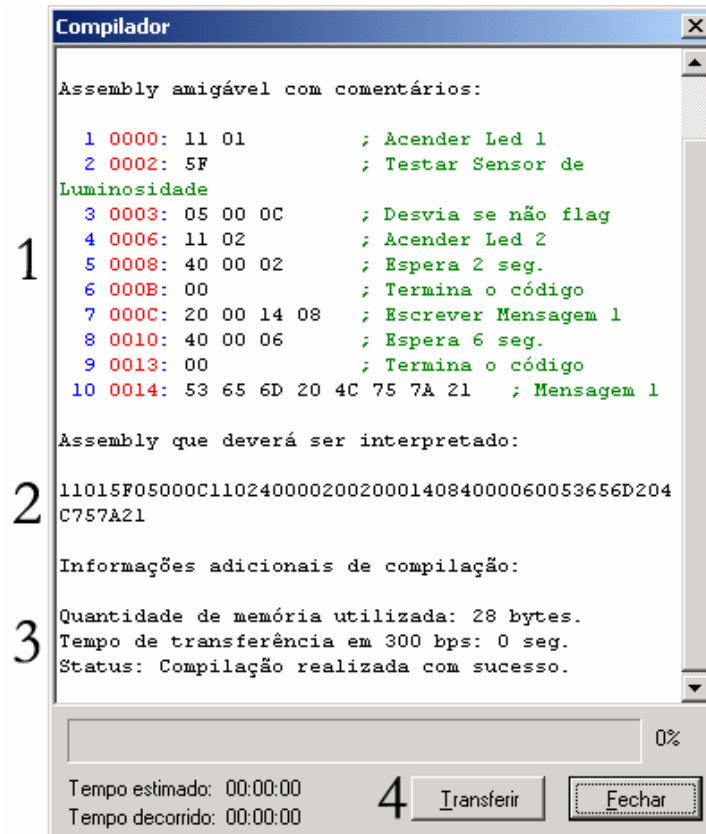 Compilador
Assembly amigável com comentários:
1 0000: 11 01 ; Acender Led 1
2 0002: 5F ; Testar Sensor de
Luminosidade
3 0003: 05 00 0C ; Desvia se não flag
4 0006: 11 02 ; Acender Led 2
5 0008: 40 00 02 ; Espera 2 seg.
6 000B: 00 ; Termina o código
7 000C: 20 00 14 08 ; Escrever Mensagem 1
8 0010: 40 00 06 ; Espera 6 seg.
9 0013: 00 ; Termina o código
10 0014: 53 65 6D 20 4C 75 7A 21 ; Mensagem 1
1
Assembly que deverá ser interpretado:
2
11015F05000C11024000020020001408400006​0053656D204
C757A21
Informações adicionais de compilação:
3
Quantidade de memória utilizada: 28 bytes.
Tempo de transferência em 300 bps: 0 seg.
Status: Compilação realizada com sucesso.
0%
Tempo estimado: 00:00:00
Tempo decorrido: 00:00:00
4
Transferir
Fechar